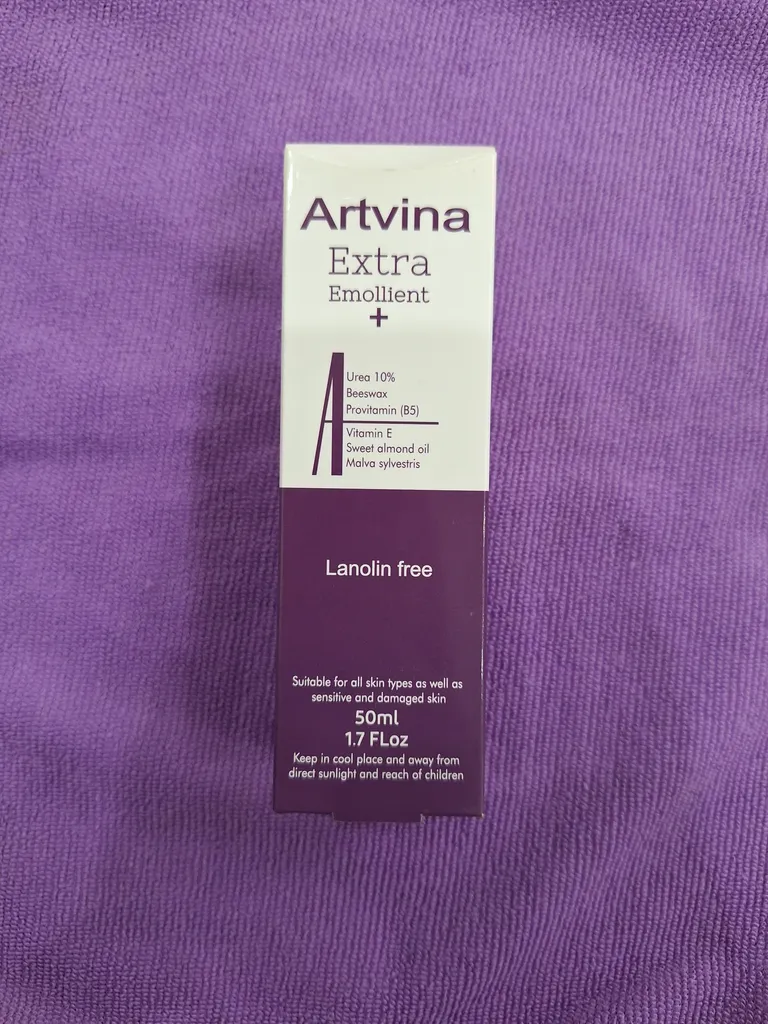 Artvina
Extra
Emollient
+
Urea 10%
Beeswax
Provitamin (B5)
Vitamin E
Sweet almond oil
Malva sylvestris
Lanolin free
Suitable for all skin types as well as
sensitive and damaged skin
50ml
1.7 FLoz
Keep in cool place and away from
direct sunlight and reach of children